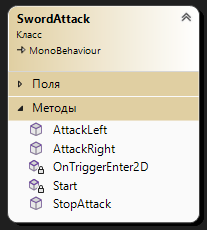 SwordAttack
Класс
MonoBehaviour
Поля
Методы
AttackLeft
AttackRight
OnTriggerEnter2D
Start
StopAttack